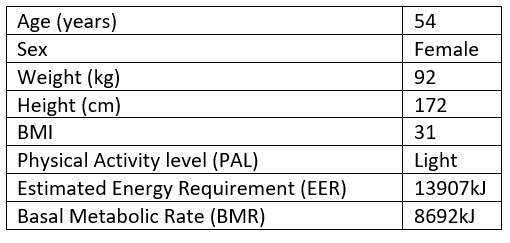 Age (years) 54
Sex Female
Weight (kg) 92
Height (cm) 172
BMI 31
Physical Activity level (PAL) Light
Estimated Energy Requirement (EER) 13907kJ
Basal Metabolic Rate (BMR) 8692kJ